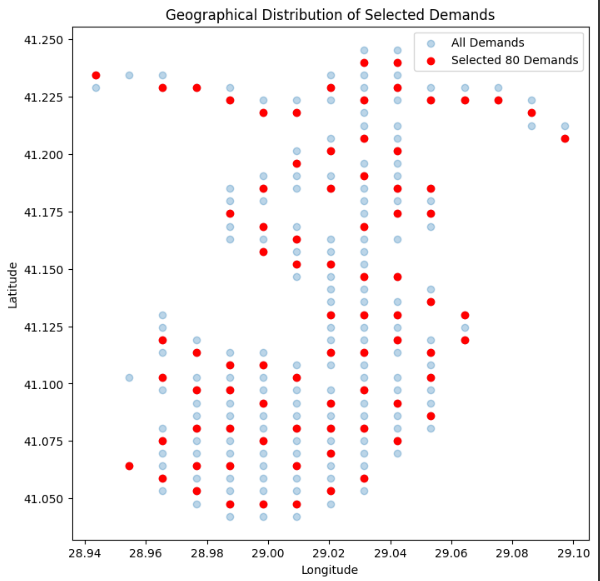 Geographical Distribution of Selected Demands
All Demands
Selected 80 Demands
41.250
41.225
41.200
41.175
41.150
41.125
41.100
41.075
41.050
Latitude
28.94 28.96 28.98 29.00 29.02 29.04 29.06 29.08 29.10
Longitude